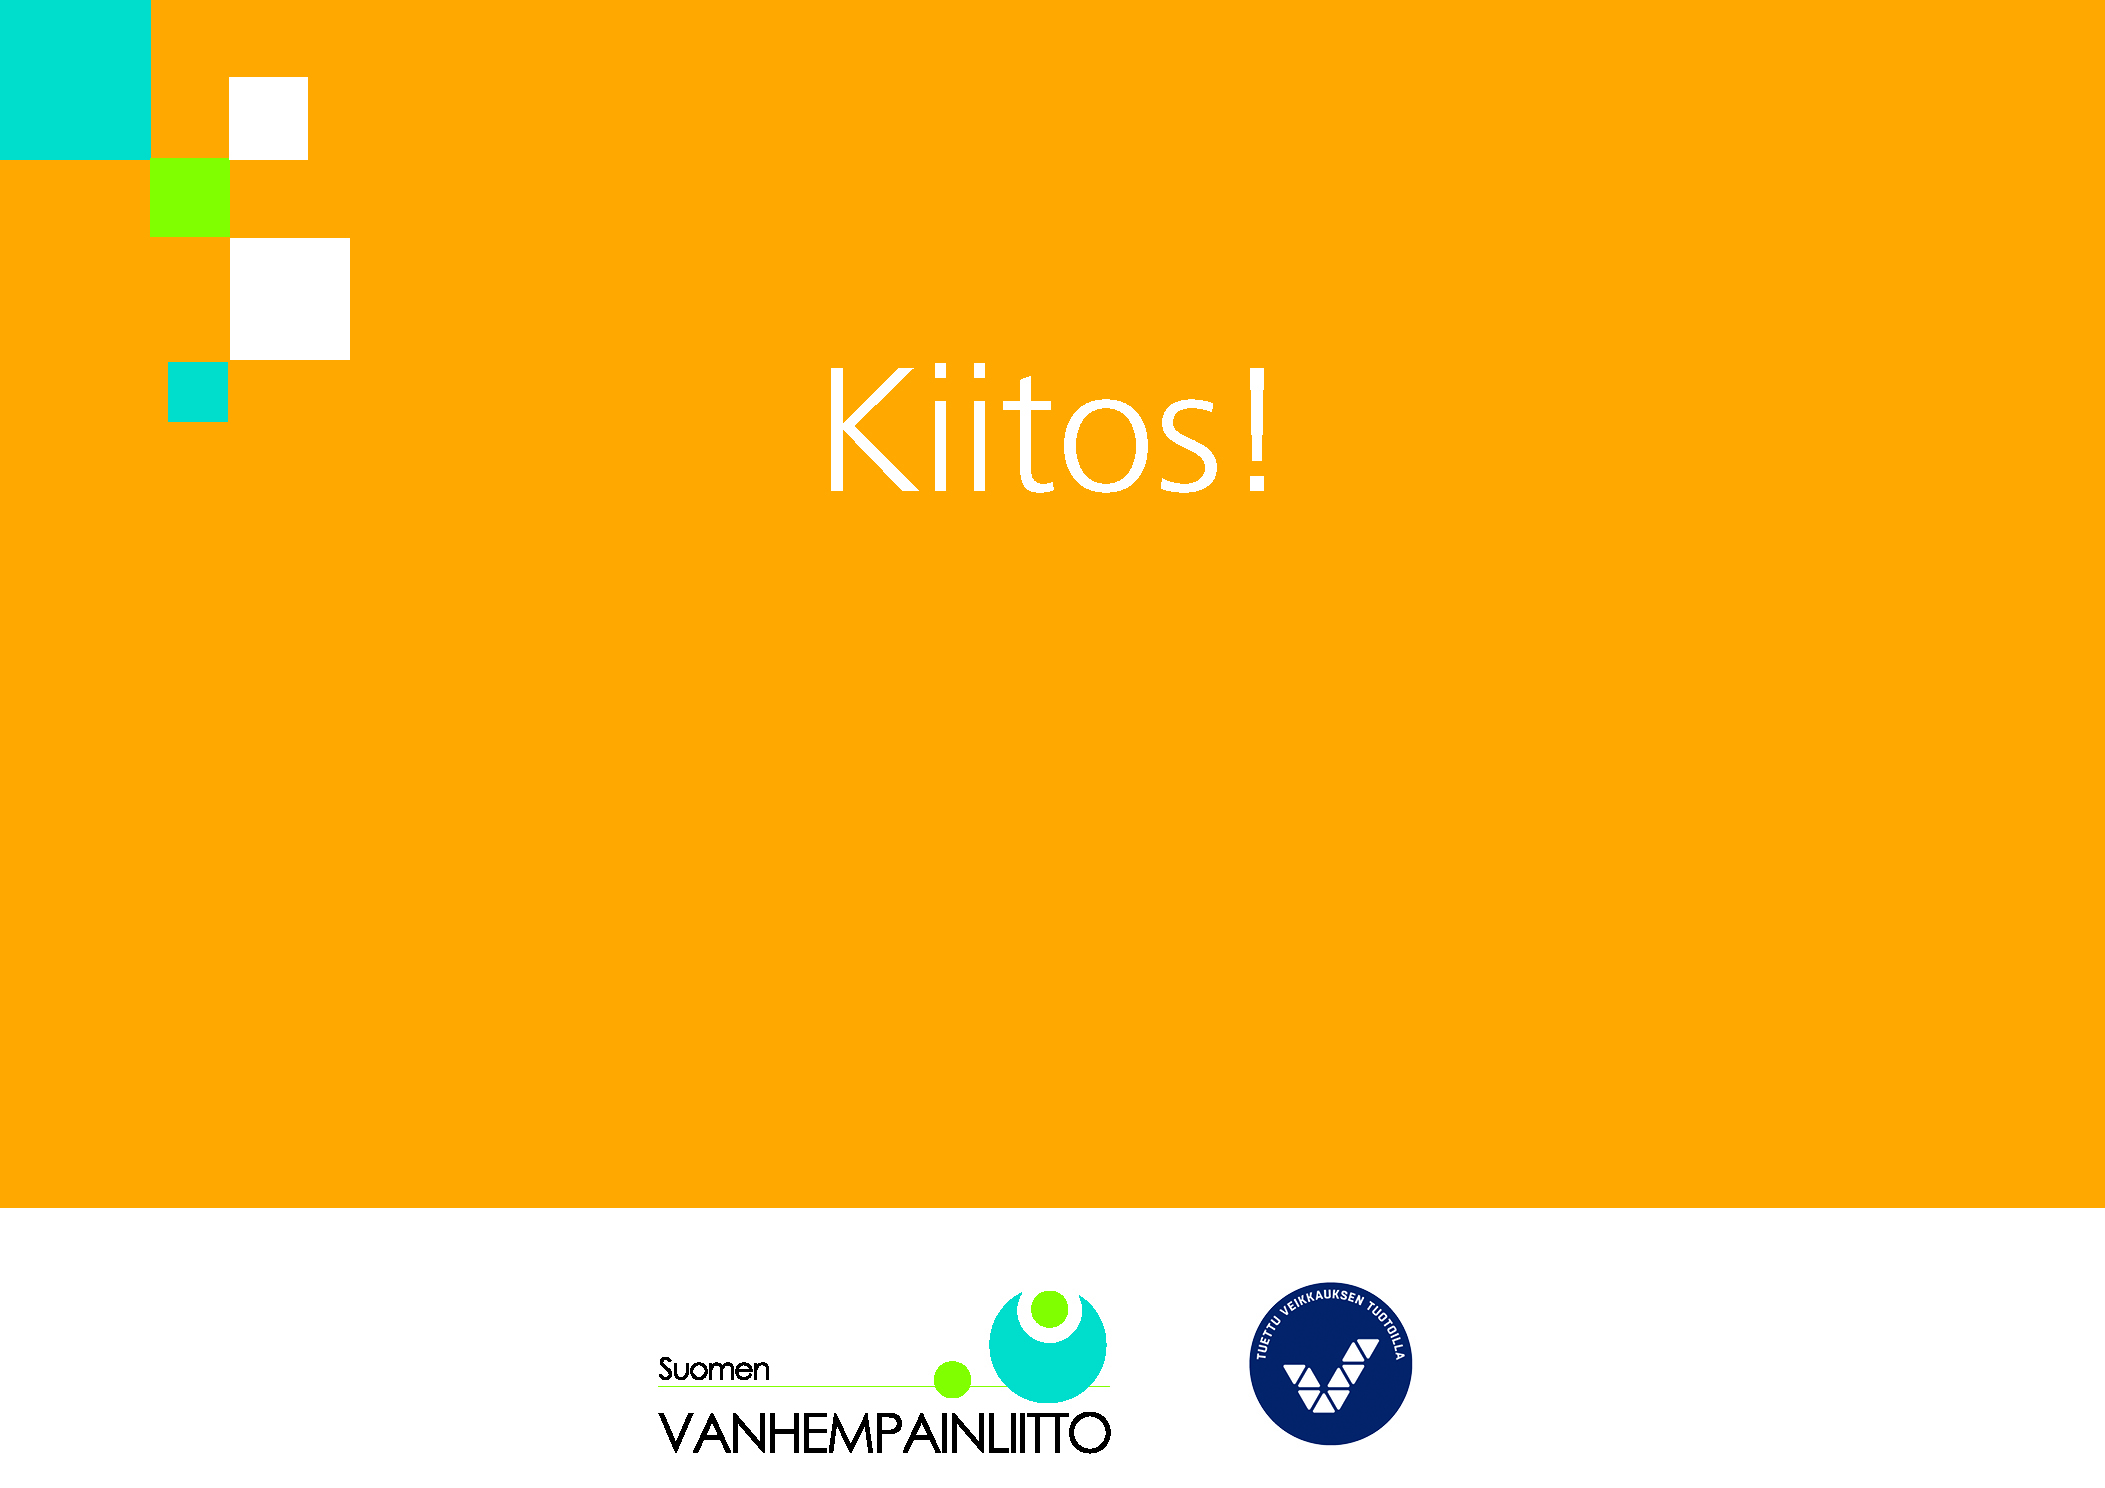 Kiitos!
Suomen
VANHEMPAINLIITTO
TUETTU VEIKKAUKSEN TUOTOILLA